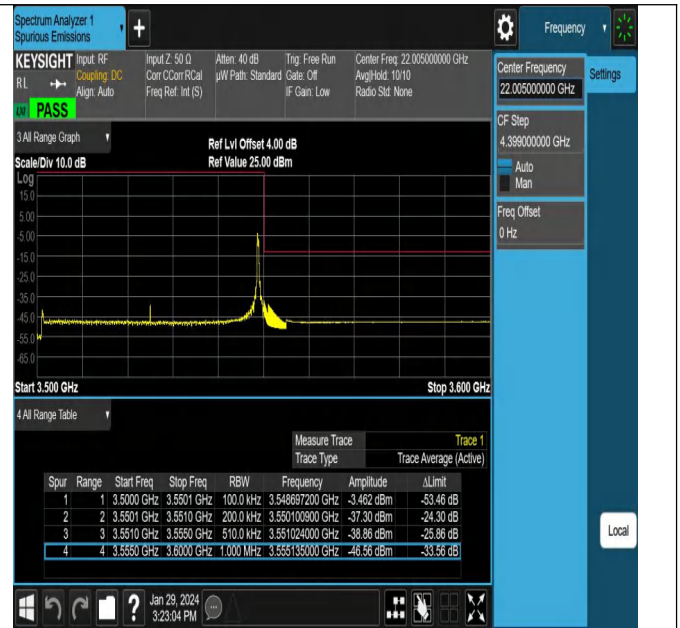 Spectrum Analyzer 1
Spurious Emissions
+
Frequency
KEYSIGHT Input: RF Input Z: 50 Ω Atten: 40 dB Trig: Free Run Center Freq: 22.005000000 GHz
RL Coupling: DC Corr CCorr RCal µW Path: Standard Gate: Off Avg|Hold: 10/10
Align: Auto Freq Ref: Int (S) IF Gain: Low Radio Std: None
LNI PASS
Center Frequency
22.005000000 GHz
Settings
CF Step
4.399000000 GHz
Auto
Man
Freq Offset
0 Hz
3 All Range Graph
Ref Lvl Offset 4.00 dB
Scale/Div 10.0 dB Ref Value 25.00 dBm
Log
15.0
5.00
-5.00
-15.0
-25.0
-35.0
-45.0
-55.0
-65.0
Start 3.500 GHz Stop 3.600 GHz
4 All Range Table
Measure Trace Trace 1
Trace Type Trace Average (Active)
Spur Range Start Freq Stop Freq RBW Frequency Amplitude ΔLimit
1 1 3.5000 GHz 3.5501 GHz 100.0 kHz 3.548697200 GHz -3.462 dBm -53.46 dB
2 2 3.5501 GHz 3.5510 GHz 200.0 kHz 3.550100900 GHz -37.30 dBm -24.30 dB
3 3 3.5510 GHz 3.5550 GHz 510.0 kHz 3.551024000 GHz -38.86 dBm -25.86 dB
4 4 3.5550 GHz 3.6000 GHz 1.000 MHz 3.555135000 GHz -46.56 dBm -33.56 dB
Local
?
Jan 29, 2024
3:23:04 PM